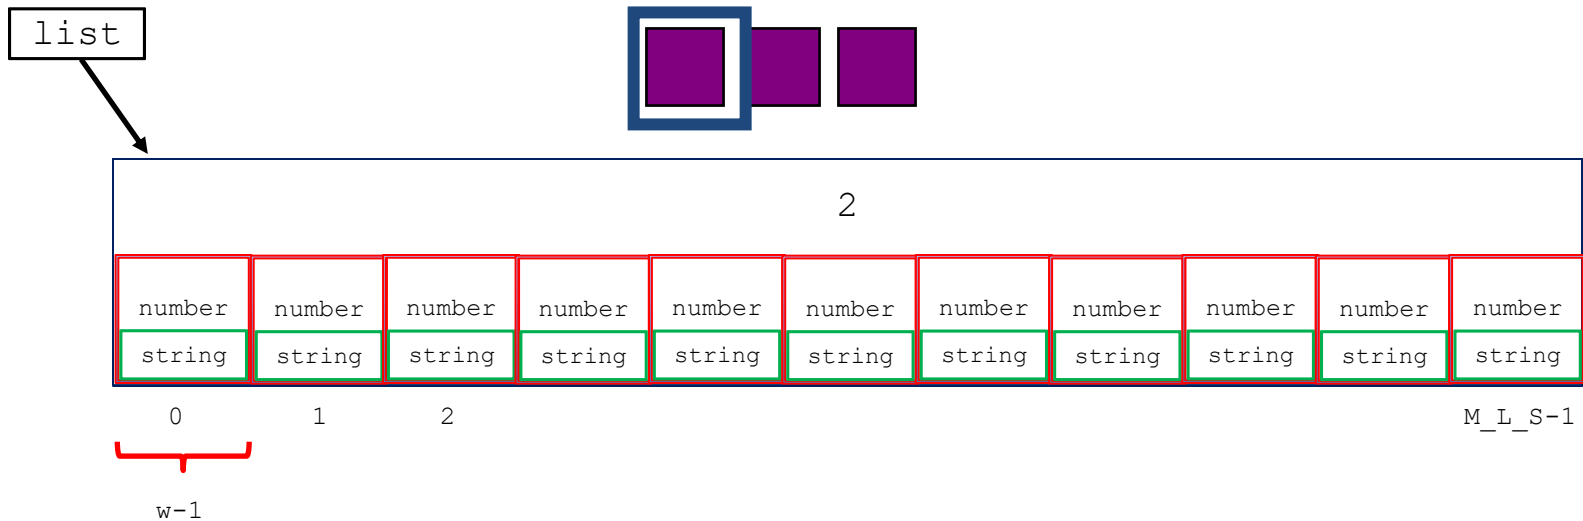 list
2
number number number number number number number number number number number
string string string string string string string string string string string
0 1 2 M_L_S-1
w-1